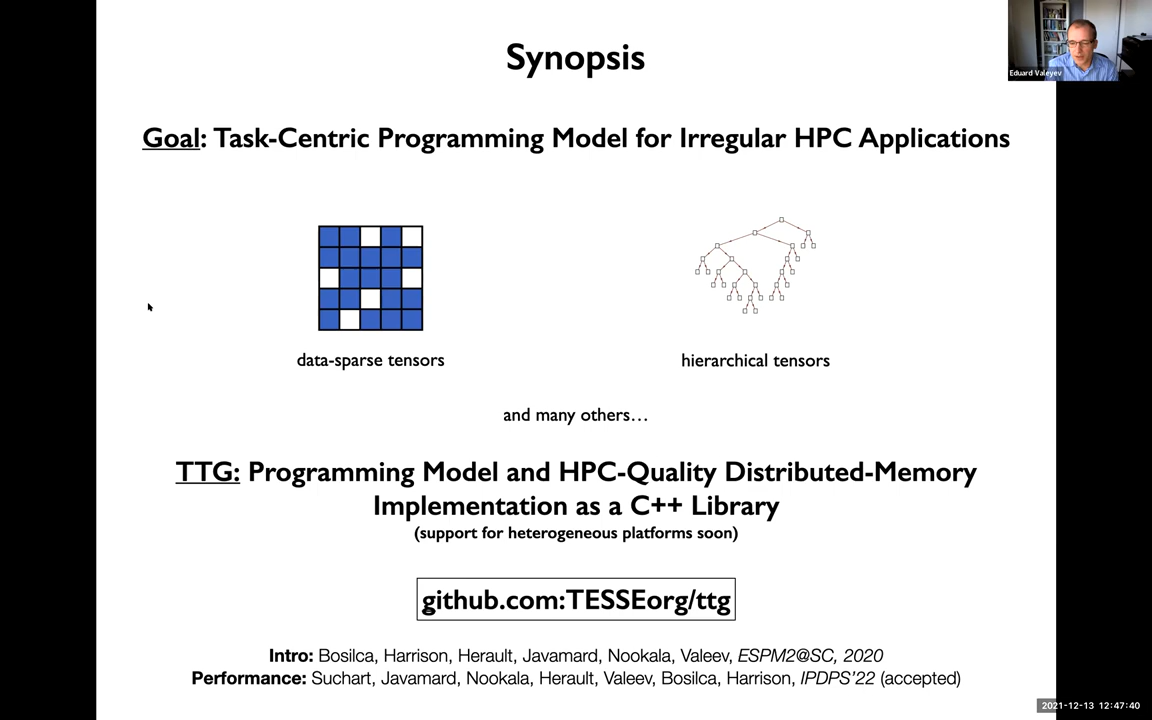 Synopsis
Eduard Valeyev
Goal: Task-Centric Programming Model for Irregular HPC Applications
data-sparse tensors
hierarchical tensors
and many others…
TTG: Programming Model and HPC-Quality Distributed-Memory
Implementation as a C++ Library
(support for heterogeneous platforms soon)
github.com:TESSEorg/ttg
Intro: Bosilca, Harrison, Herault, Javamard, Nookala, Valeev, ESPM2@SC, 2020
Performance: Suchart, Javamard, Nookala, Herault, Valeev, Bosilca, Harrison, IPDPS'22 (accepted)
2021-12-13 12:47:40